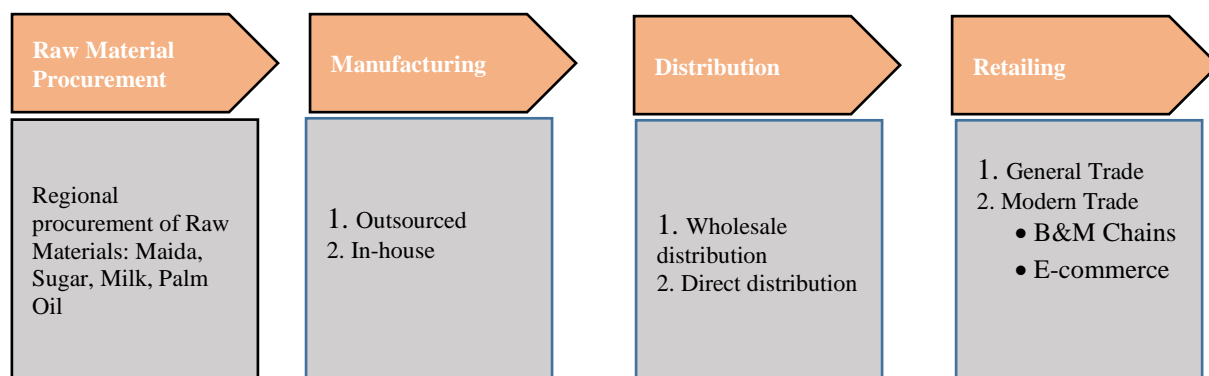 Raw Material
Procurement
Regional
procurement of Raw
Materials: Maida,
Sugar, Milk, Palm
Oil
Manufacturing
1. Outsourced
2. In-house
Distribution
1. Wholesale
distribution
2. Direct distribution
Retailing
1. General Trade
2. Modern Trade
• B&M Chains
• E-commerce